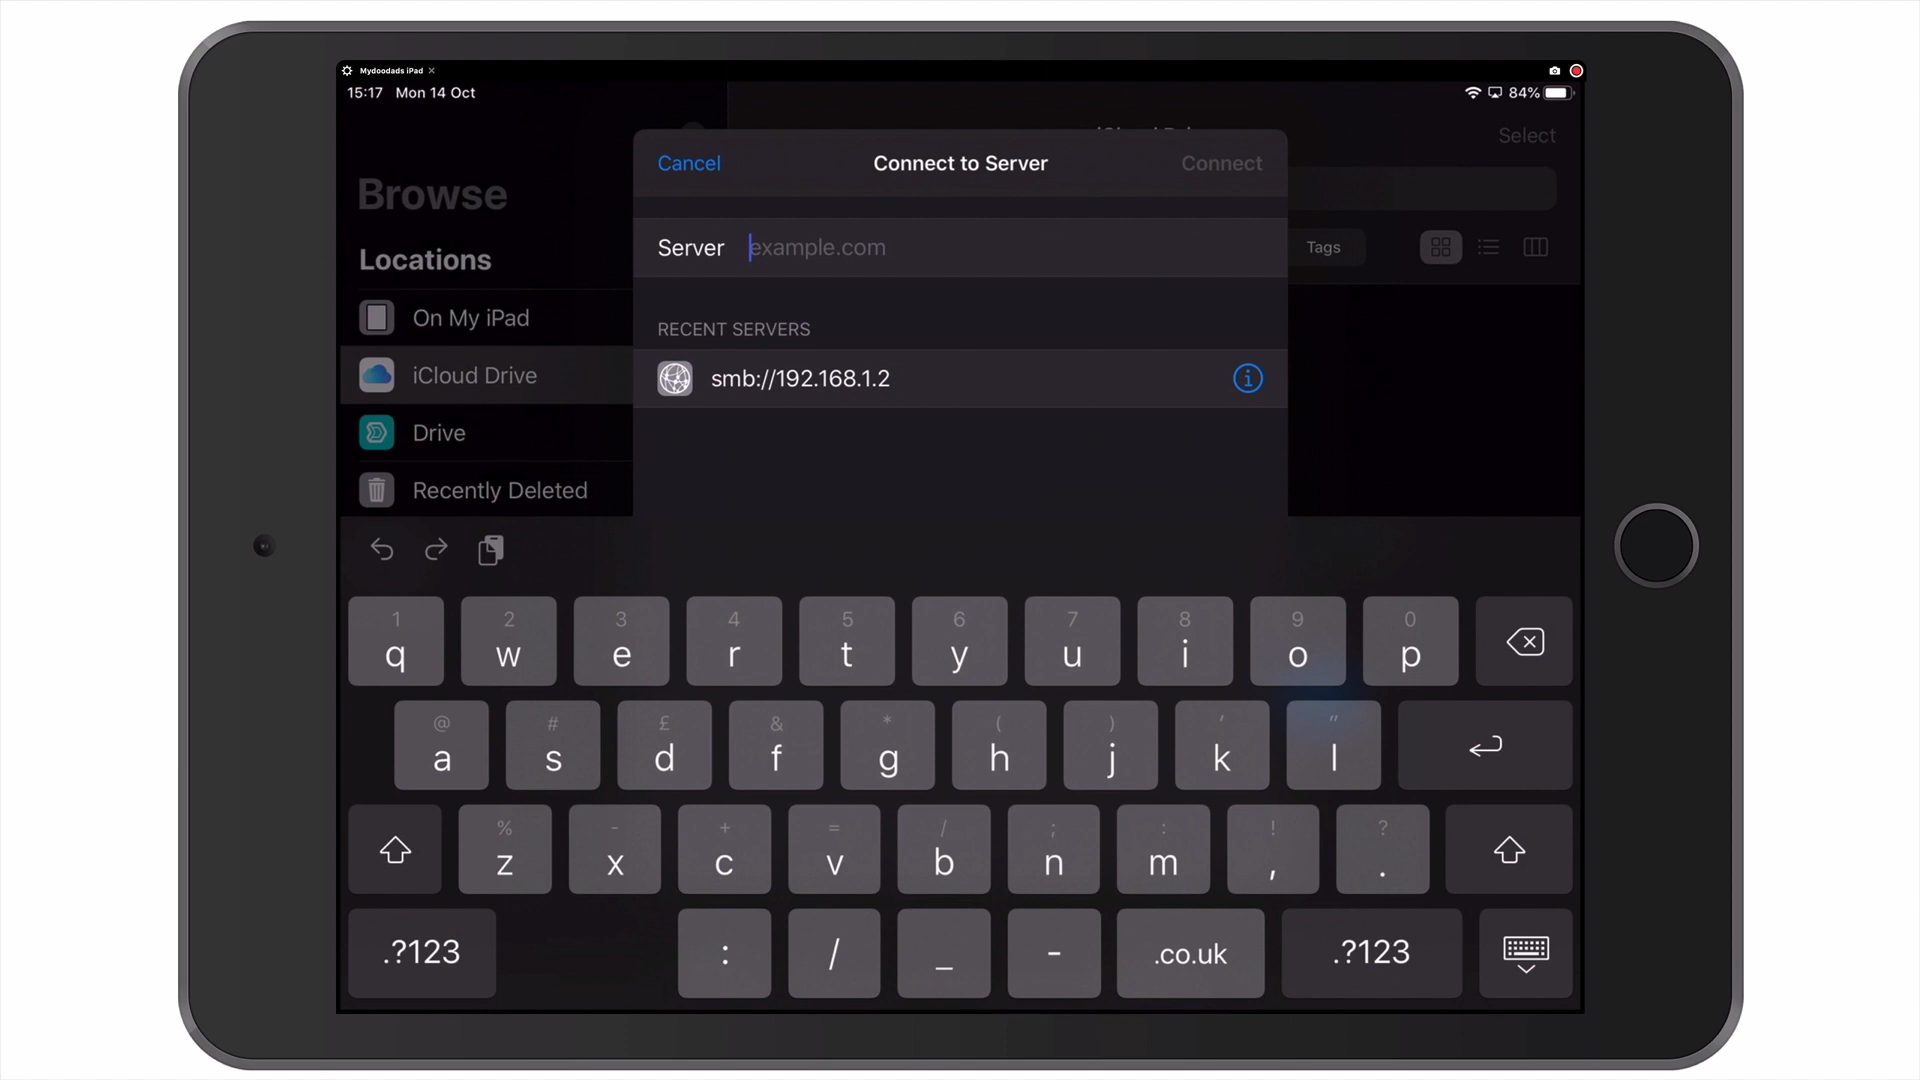 Mydoodads iPad ×
15:17 Mon 14 Oct
84%
Select
Cancel
Connect to Server
Connect
Browse
Server example.com
Tags
Locations
On My iPad
RECENT SERVERS
iCloud Drive
smb://192.168.1.2
Drive
Recently Deleted
1 2 3 4 5 6 7 8 9 0
q w e r t y u i o p
@ # £ & * ( ) ' "
a s d f g h j k l
% - + = / ; : ! ?
z x c v b n m , .
.?123 : / _ - .co.uk .?123